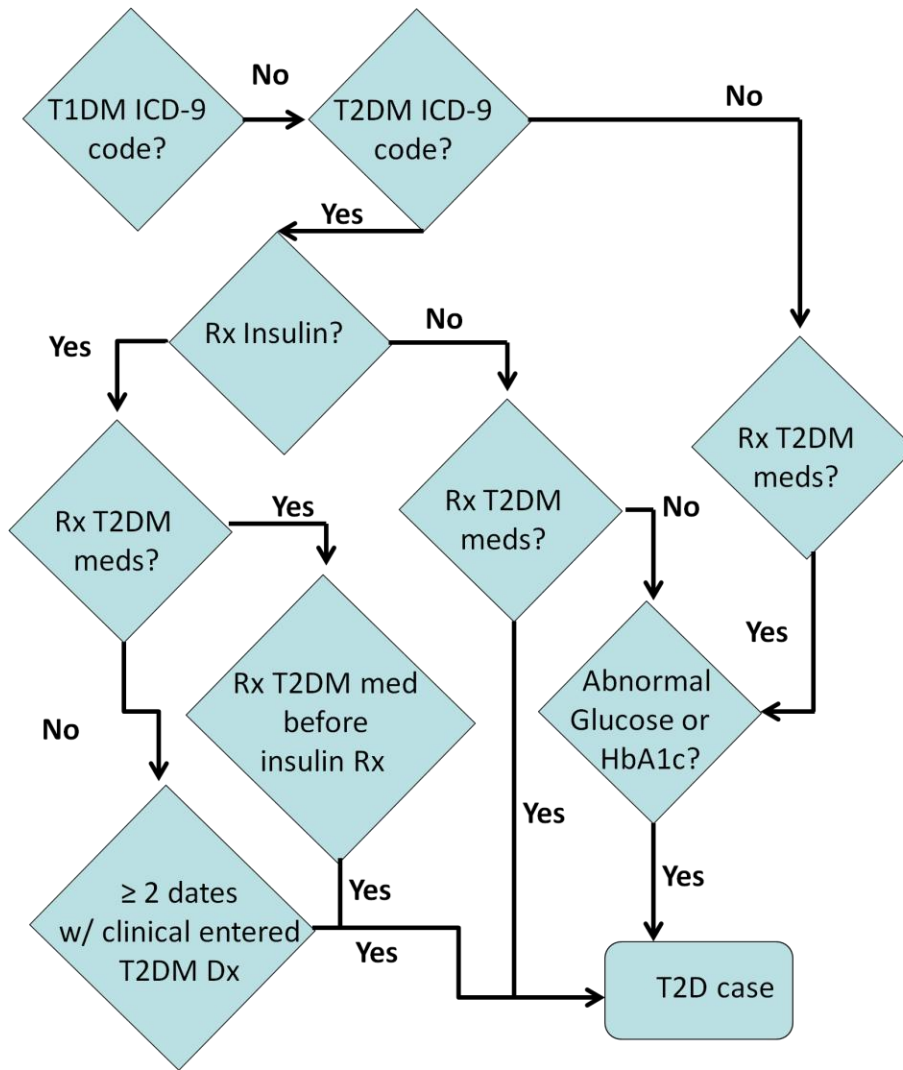 No
No
T1DM ICD-9
code?
T2DM ICD-9
code?
Yes
Rx Insulin?
Yes
No
Rx T2DM
meds?
Rx T2DM
meds?
Yes
Rx T2DM
meds?
No
Rx T2DM med
before
insulin Rx
Yes
Abnormal
Glucose or
HbA1c?
No
Yes
≥ 2 dates
w/ clinical entered
T2DM Dx
Yes
Yes
Yes
T2D case